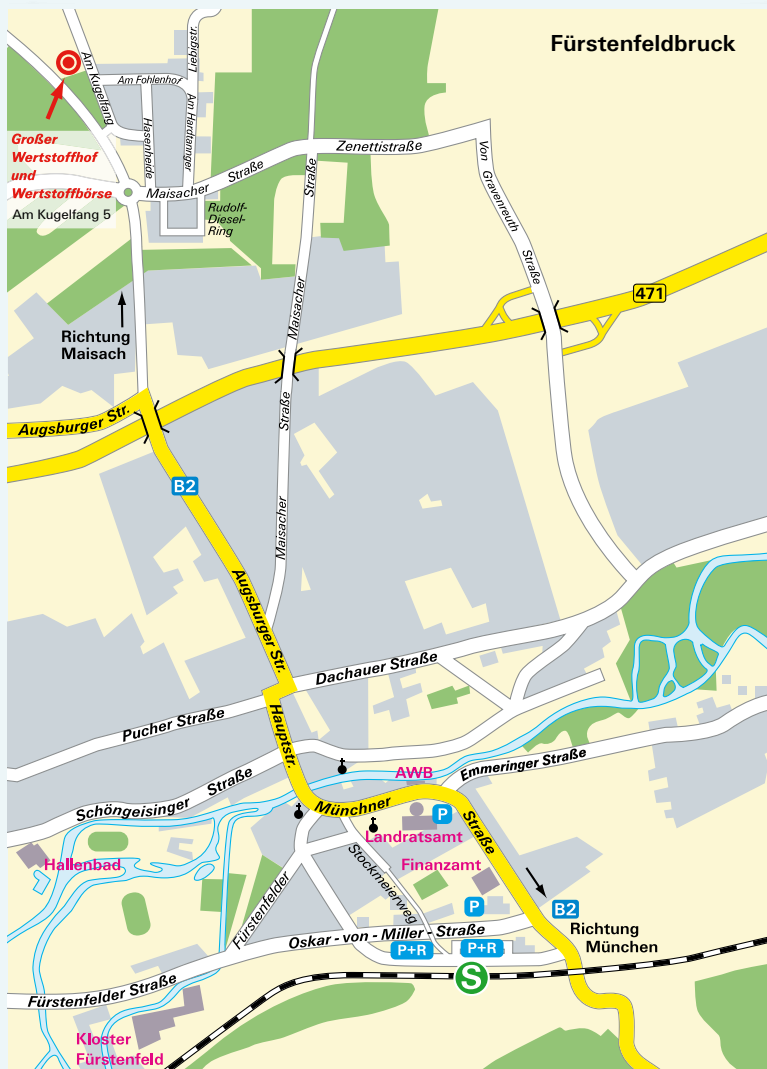 Fürstenfeldbruck
Liebigstr.
Am Kugelfang
Am Fohlenhof
Am Hardtanger
Hasenheide
Großer
Wertstoffhof
und
Wertstoffbörse
Am Kugelfang 5
Maisacher Straße
Zenettistraße
Rudolf-
Diesel-
Ring
Von Gravenreuth Straße
Maisacher Straße
471
Richtung
Maisach
Augsburger Str.
Maisacher Straße
B2
Augsburger Str.
Dachauer Straße
Pucher Straße
Hauptstr.
Emmeringer Straße
AWB
Schöngeisinger Straße
Münchner Straße
P
Landratsamt
Hallenbad
Finanzamt
Stockmeierweg
Fürstenfelder
P
B2
Richtung
München
Oskar - von - Miller - Straße
P+R
P+R
S
Fürstenfelder Straße
Kloster
Fürstenfeld